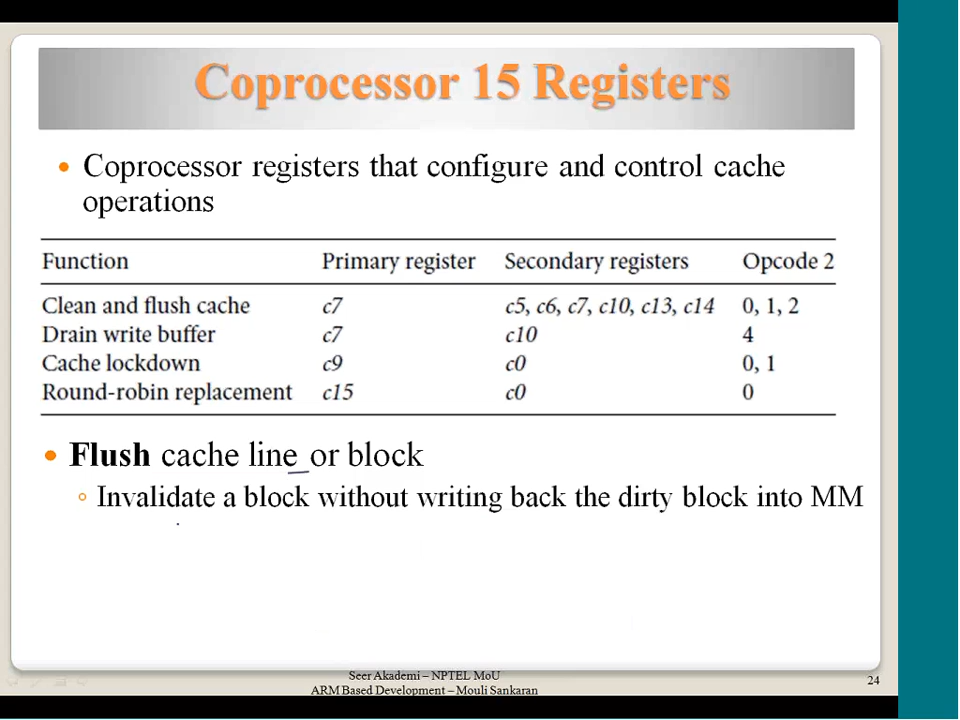 Coprocessor 15 Registers
• Coprocessor registers that configure and control cache
operations
Function Primary register Secondary registers Opcode 2
Clean and flush cache c7 c5, c6, c7, c10, c13, c14 0, 1, 2
Drain write buffer c7 c10 4
Cache lockdown c9 c0 0, 1
Round-robin replacement c15 c0 0
• Flush cache line or block
◦ Invalidate a block without writing back the dirty block into MM
Seer Akademi – NPTEL MoU
ARM Based Development – Mouli Sankaran
24